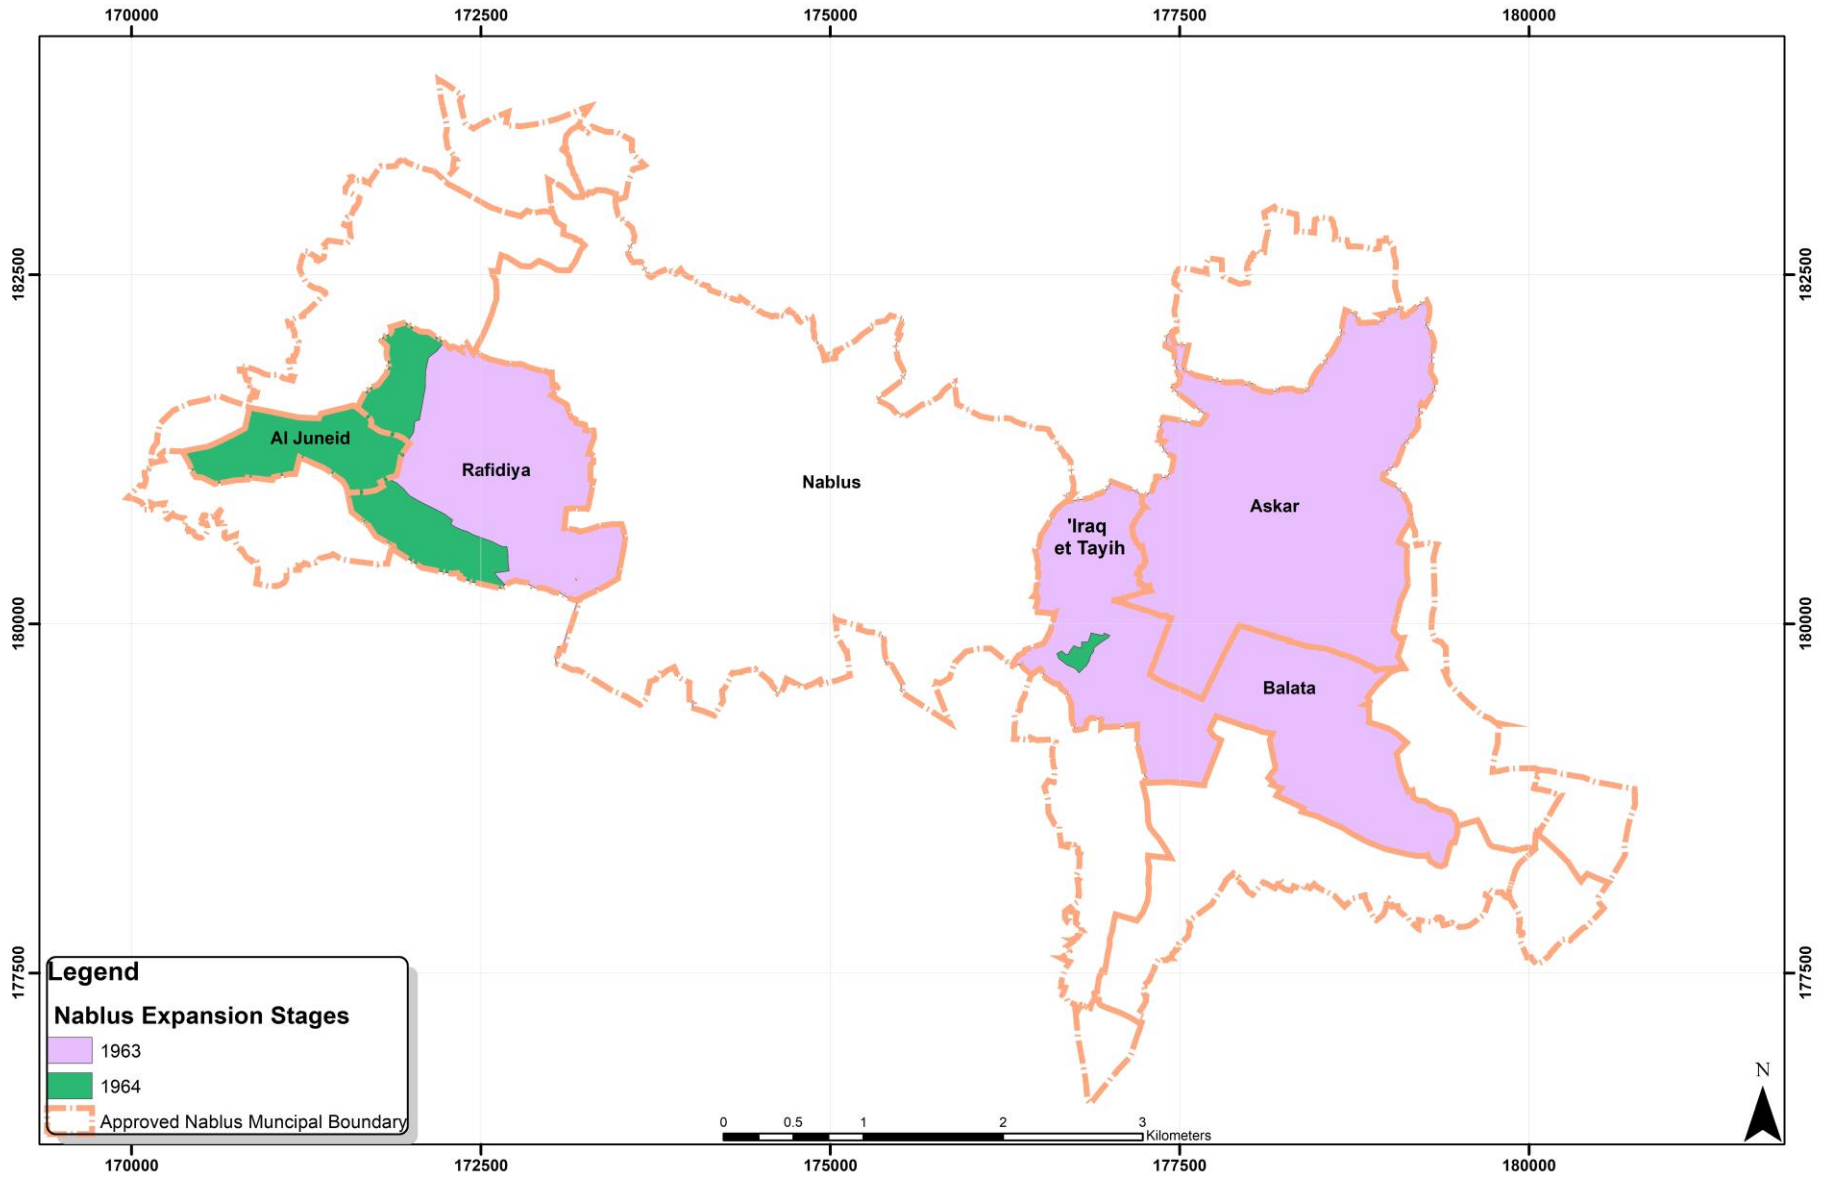 170000 172500 175000 177500 180000
182500 182500
Al Juneid
Rafidiya
Nablus
Askar
'Iraq
et Tayih
180000 180000
Balata
177500 177500
Legend
Nablus Expansion Stages
1963
1964
Approved Nablus Muncipal Boundary
0 0.5 1 2 3
Kilometers
N
170000 172500 175000 177500 180000